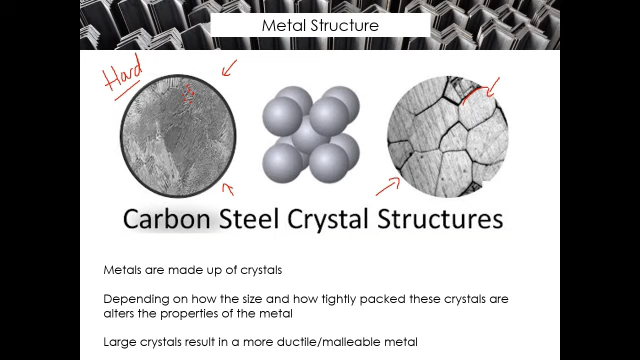 Metal Structure
Hard
Carbon Steel Crystal Structures
Metals are made up of crystals
Depending on how the size and how tightly packed these crystals are
alters the properties of the metal
Large crystals result in a more ductile/malleable metal